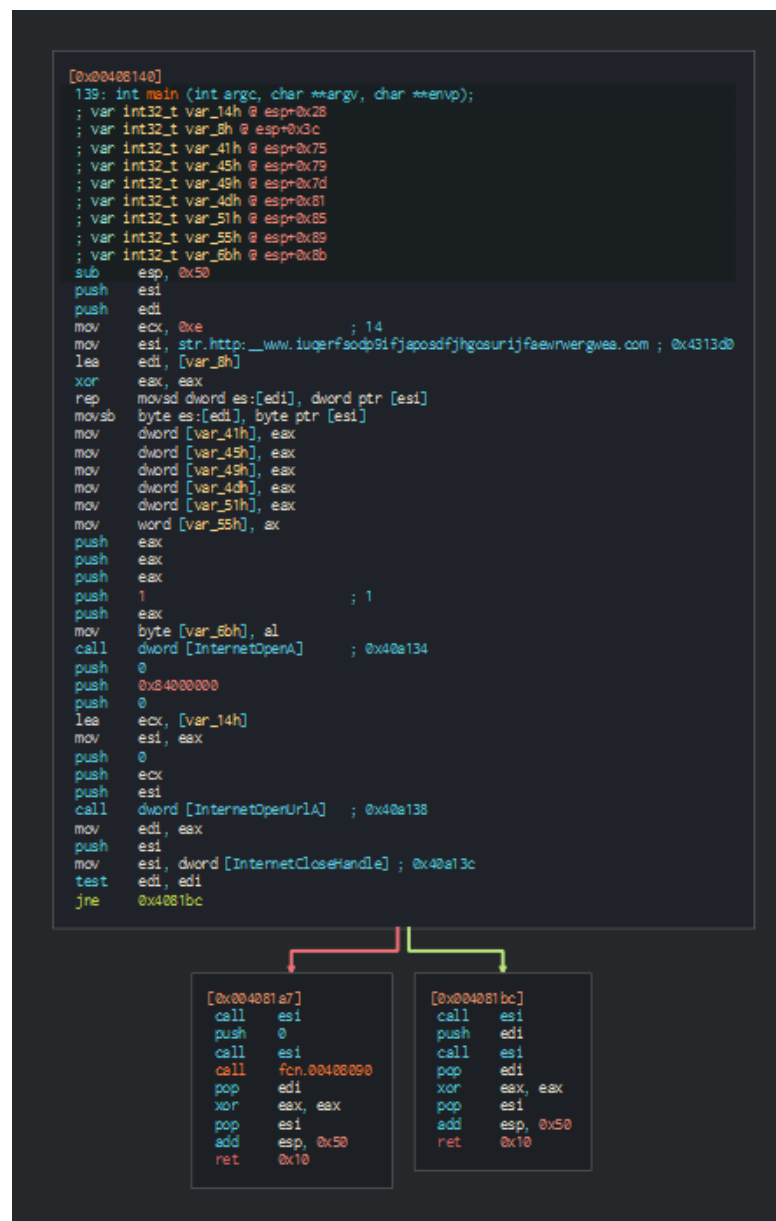 [0x00408140]
139: int main (int argc, char **argv, char **envp);
; var int32_t var_14h @ esp+0x28
; var int32_t var_8h @ esp+0x3c
; var int32_t var_41h @ esp+0x75
; var int32_t var_45h @ esp+0x79
; var int32_t var_49h @ esp+0x7d
; var int32_t var_4dh @ esp+0x81
; var int32_t var_51h @ esp+0x85
; var int32_t var_55h @ esp+0x89
; var int32_t var_6bh @ esp+0x8b
sub esp, 0x50
push esi
push edi
mov ecx, 0xe ; 14
mov esi, str.http:__www.iuqerfsodp9ifjaposdfjhgosurijfaewrwergwea.com ; 0x4313d0
lea edi, [var_8h]
xor eax, eax
rep movsd dword es:[edi], dword ptr [esi]
movsb byte es:[edi], byte ptr [esi]
mov dword [var_41h], eax
mov dword [var_45h], eax
mov dword [var_49h], eax
mov dword [var_4dh], eax
mov dword [var_51h], eax
mov word [var_55h], ax
push eax
push eax
push eax
push 1 ; 1
push eax
mov byte [var_6bh], al
call dword [InternetOpenA] ; 0x40a134
push 0
push 0x84000000
push 0
lea ecx, [var_14h]
mov esi, eax
push 0
push ecx
push esi
call dword [InternetOpenUrlA] ; 0x40a138
mov edi, eax
push esi
mov esi, dword [InternetCloseHandle] ; 0x40a13c
test edi, edi
jne 0x4081bc
[0x004081a7]
call esi
push 0
call esi
call fcn.00408090
pop edi
xor eax, eax
pop esi
add esp, 0x50
ret 0x10
[0x004081bc]
call esi
push edi
call esi
pop edi
xor eax, eax
pop esi
add esp, 0x50
ret 0x10